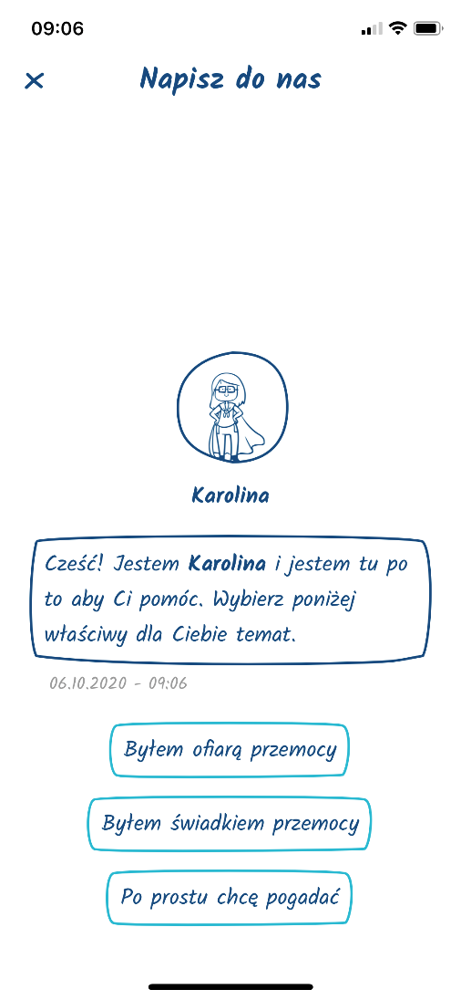 09:06
Napisz do nas
Karolina
Cześć! Jestem Karolina i jestem tu po
to aby Ci pomóc. Wybierz poniżej
właściwy dla Ciebie temat.
06.10.2020 - 09:06
Byłem ofiarą przemocy
Byłem świadkiem przemocy
Po prostu chcę pogadać